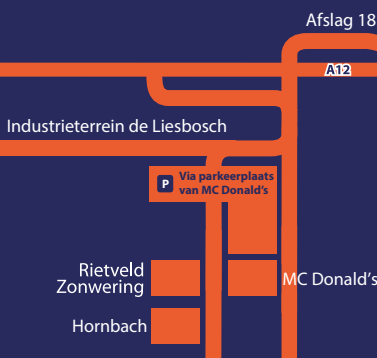 Afslag 18
A12
Industrieterrein de Liesbosch
P
Via parkeerplaats
van MC Donald's
Rietveld
Zonwering
MC Donald's
Hornbach